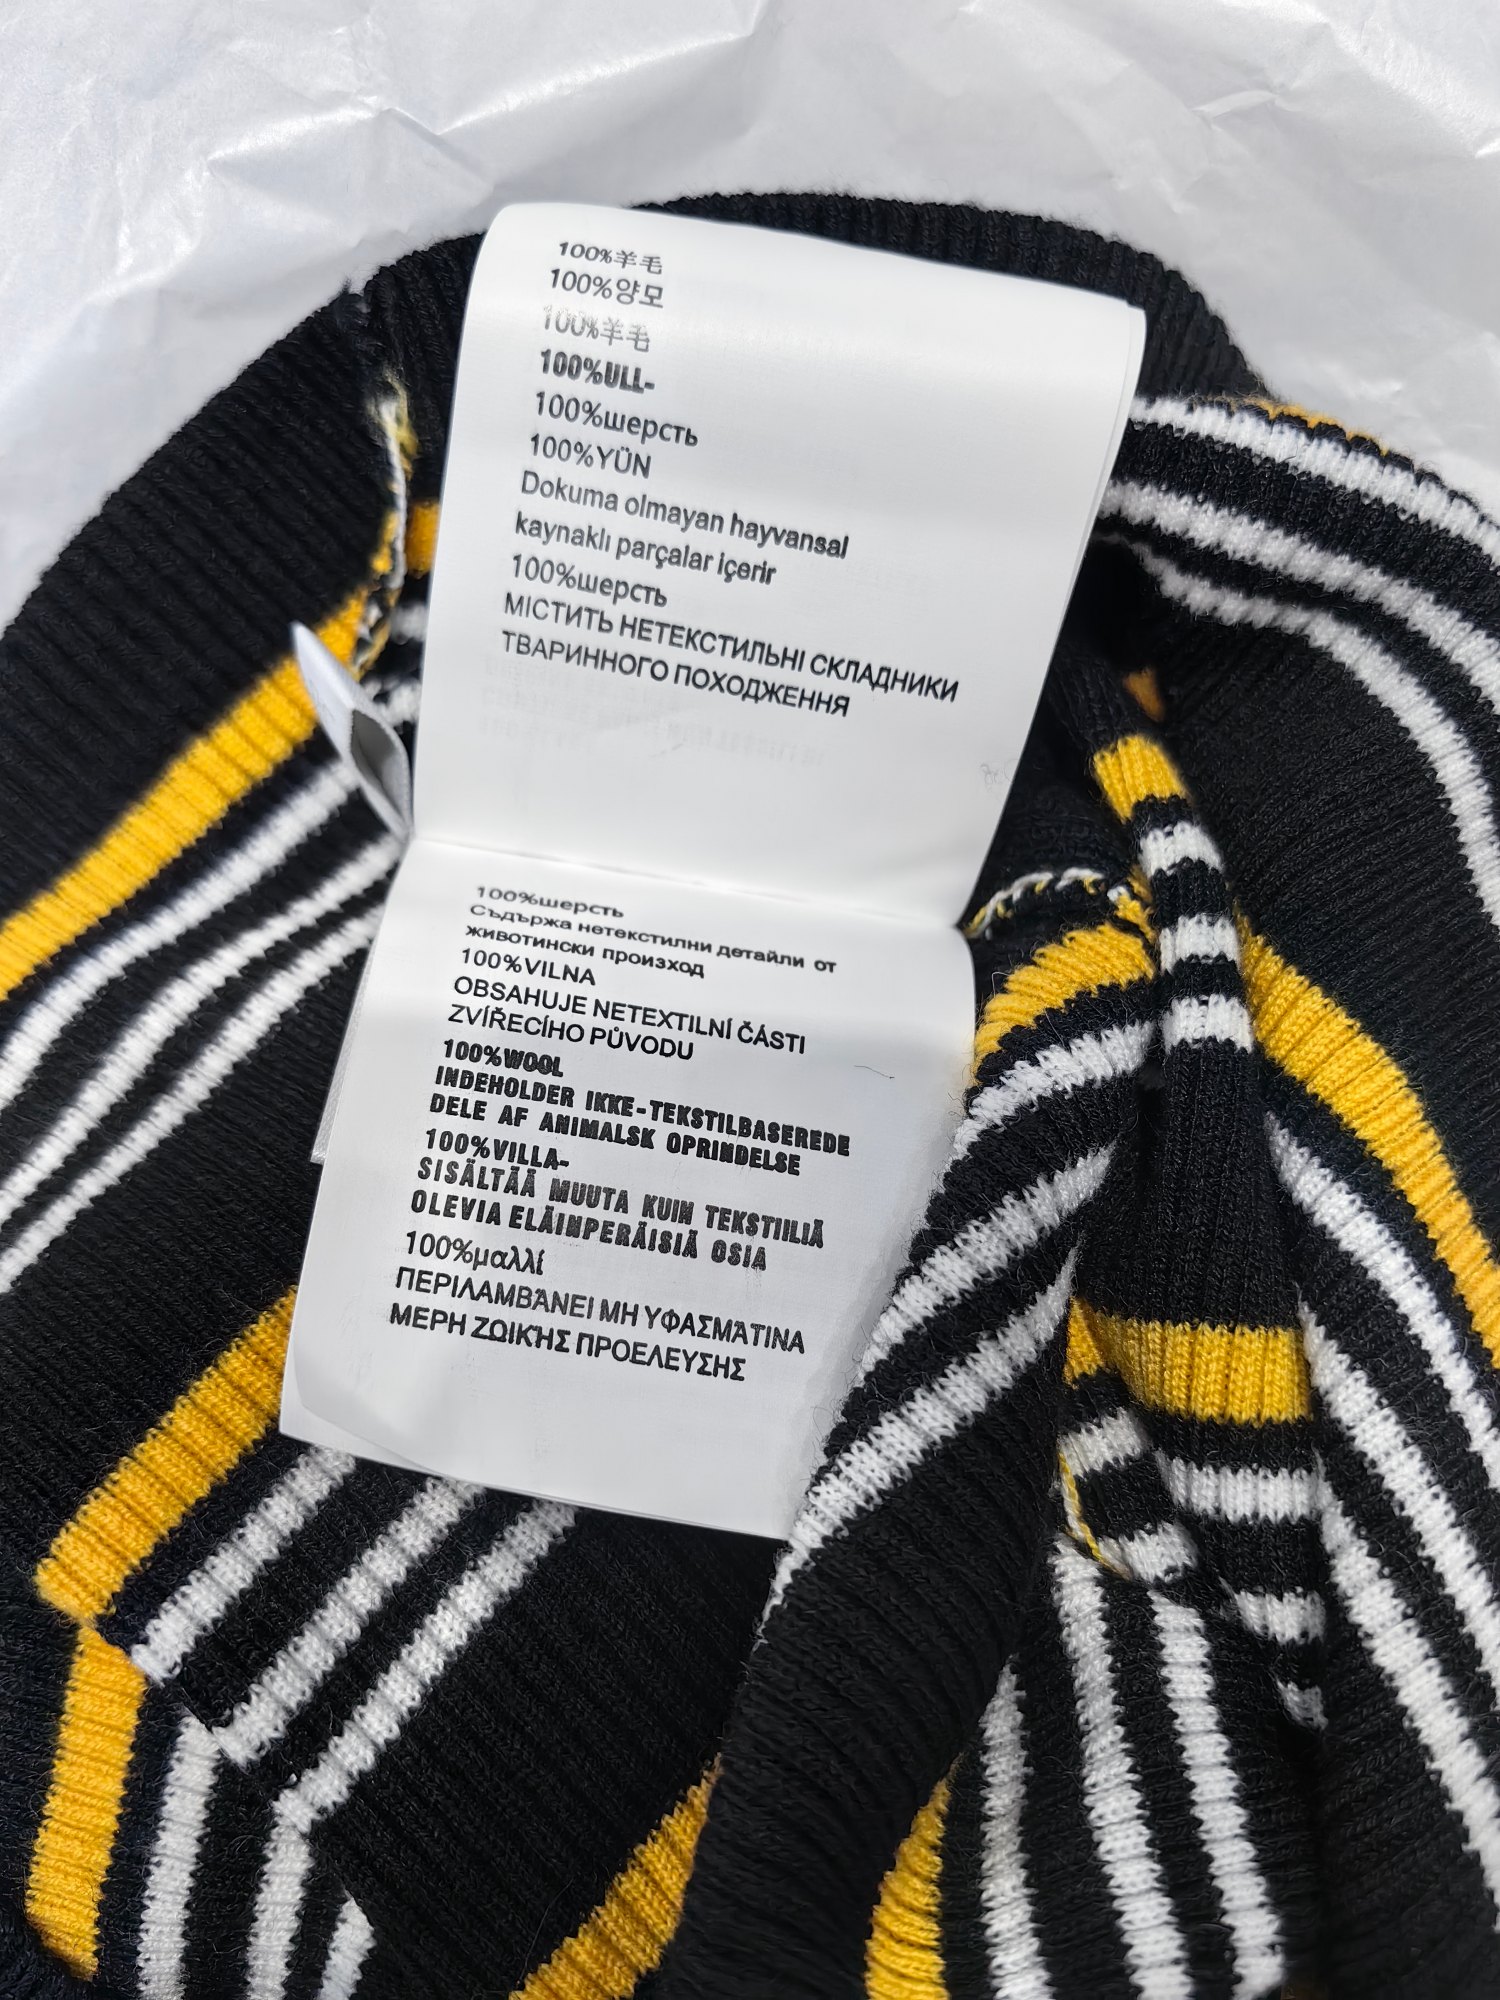 100%羊毛
100%양모
100%羊毛
100%ULL-
100%шерсть
100%YÜN
Dokuma olmayan hayvansal
kaynaklı parçalar içerir
100%шерсть
МІСТИТЬ НЕТЕКСТИЛЬНІ СКЛАДНИКИ
ТВАРИННОГО ПОХОДЖЕННЯ
100%шерсть
Съдържа нетекстилни детайли от
животински произход
100%VILNA
OBSAHUJE NETEXTILNÍ ČÁSTI
ZVÍŘECÍHO PŮVODU
100%WOOL
INDEHOLDER IKKE-TEKSTILBASEREDE
DELE AF ANIMALSK OPRINDELSE
100%VILLA-
SISÄLTÄÄ MUUTA KUIN TEKSTIILIÄ
OLEVIA ELÄINPERÄISIÄ OSIA
100%μαλλί
ΠΕΡΙΛΑΜΒΆΝΕΙ ΜΗ ΥΦΑΣΜΆΤΙΝΑ
ΜΕΡΗ ΖΩΙΚΉΣ ΠΡΟΕΛΕΥΣΗΣ